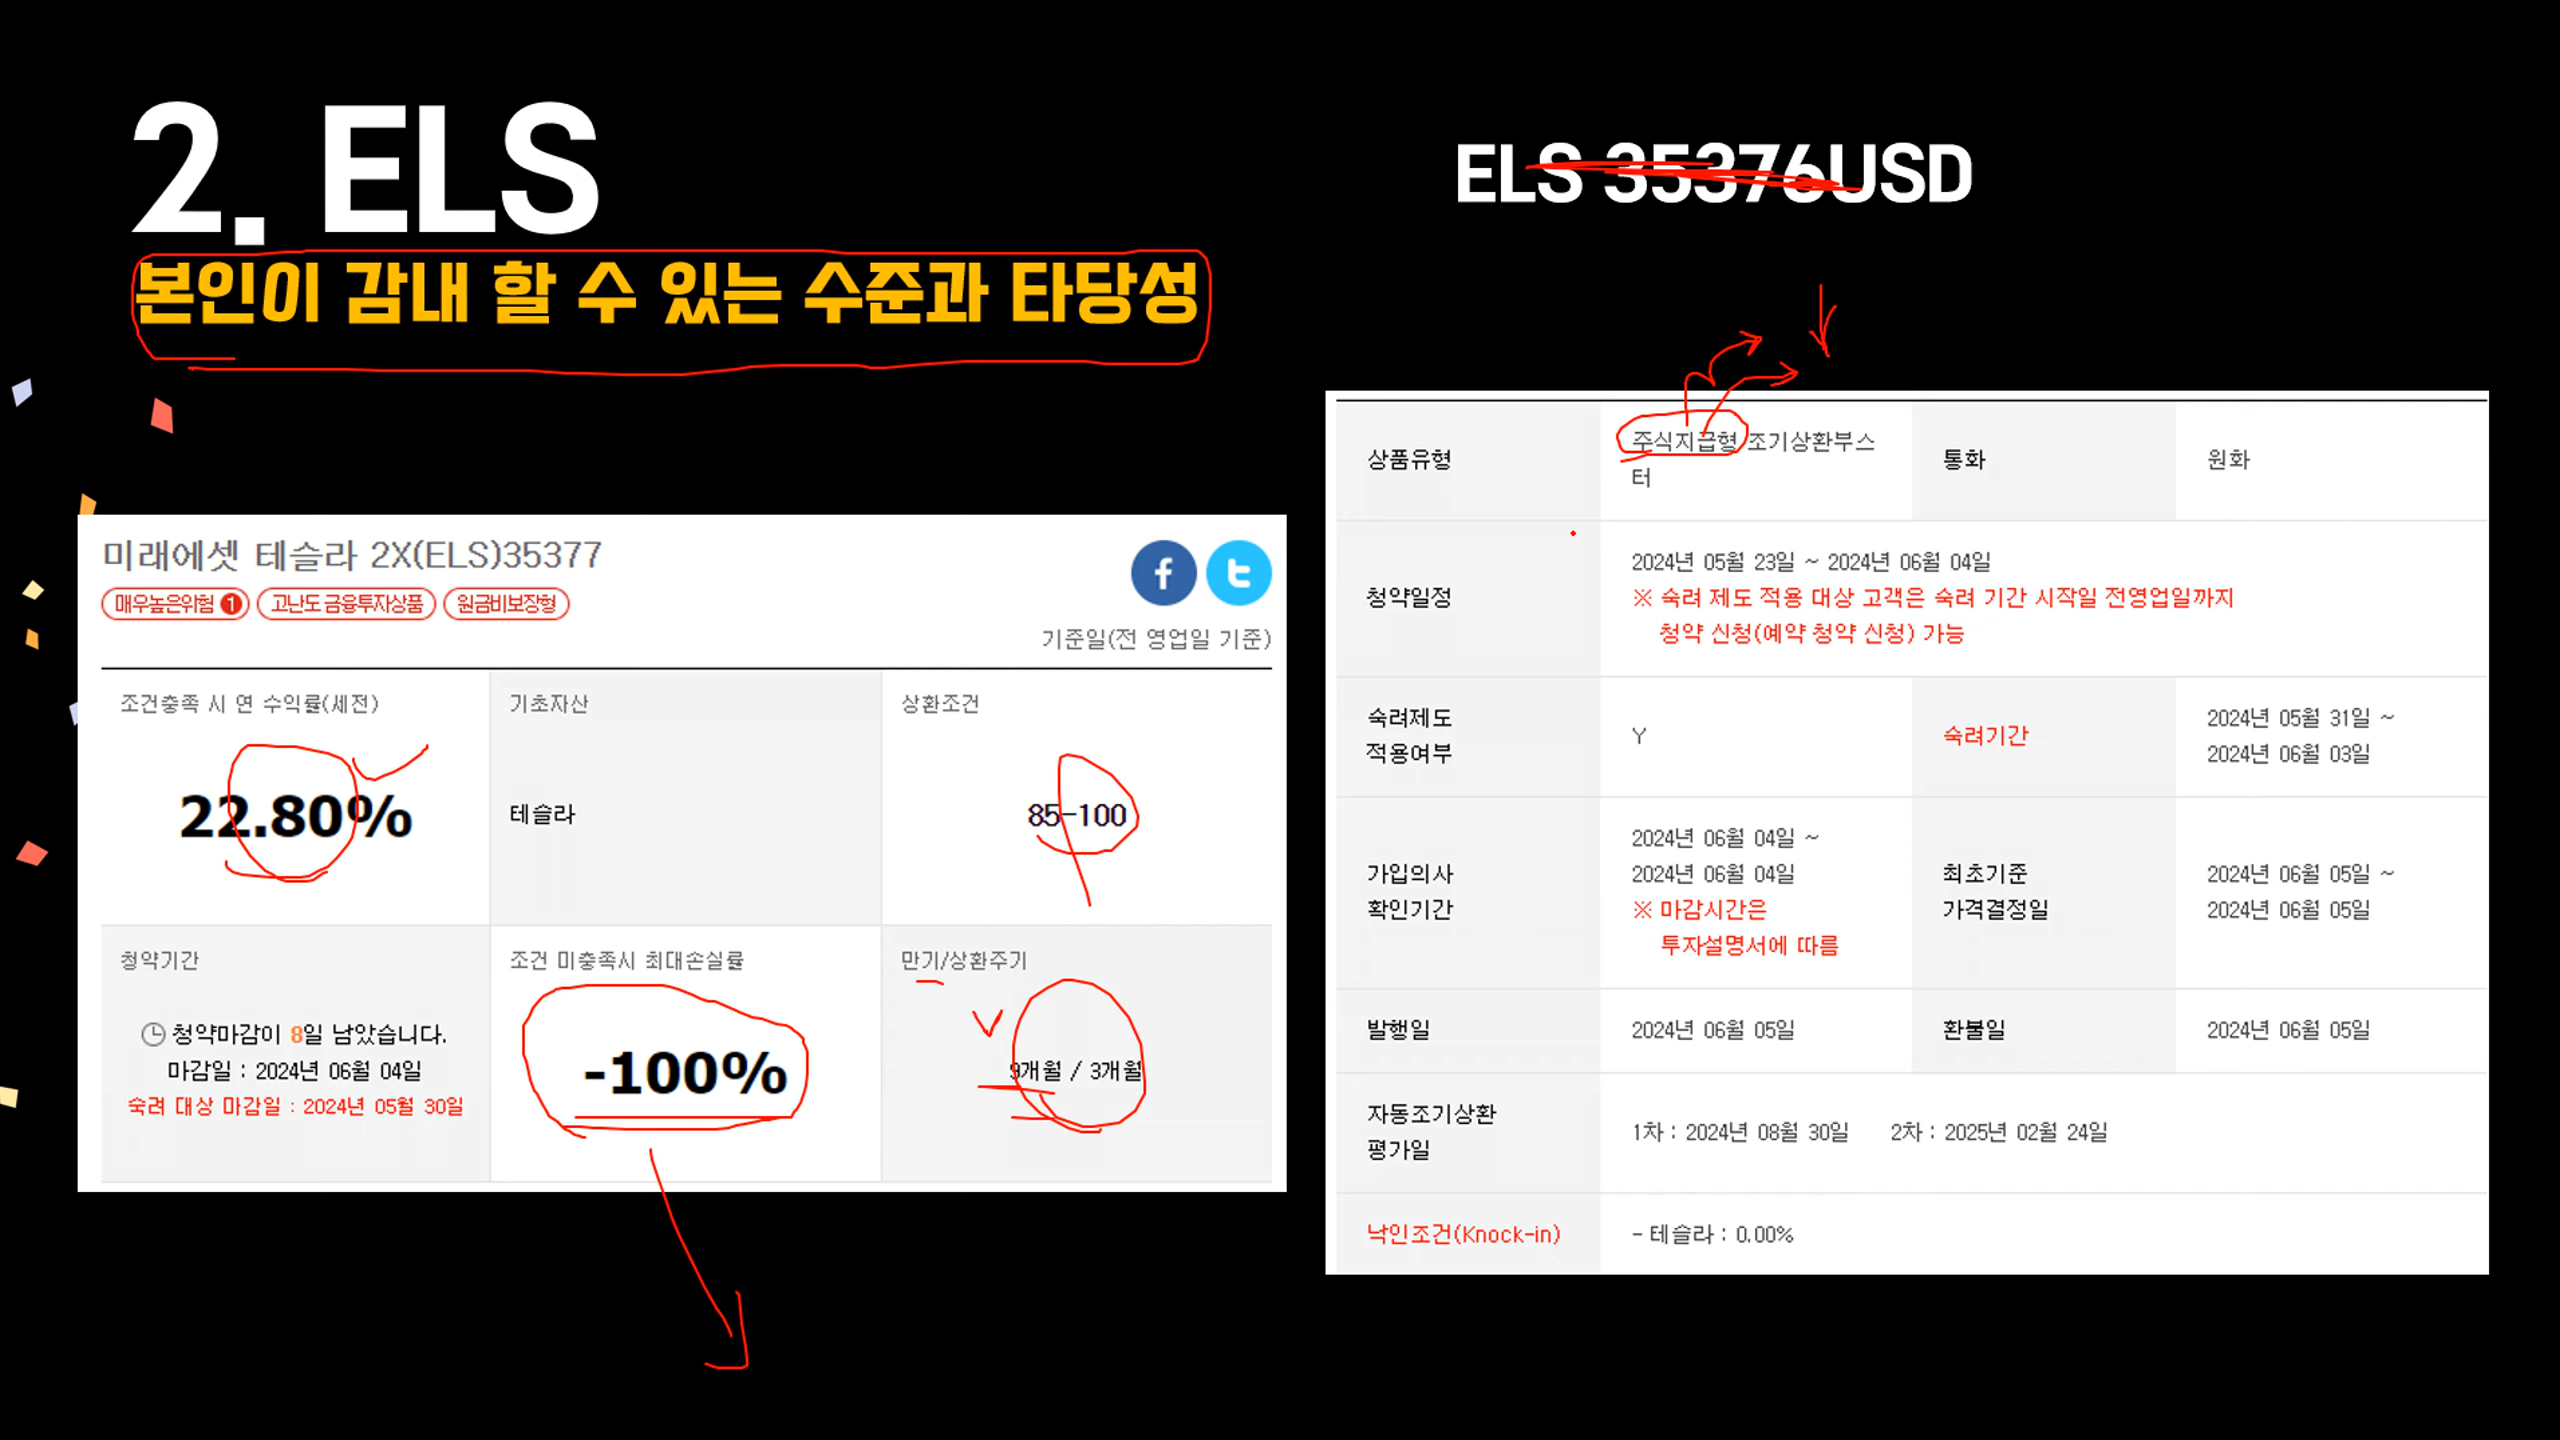 2. ELS
본인이 감내 할 수 있는 수준과 타당성
ELS 35376USD
미래에셋 테슬라 2X(ELS)35377
매우높은위험 1 고난도 금융투자상품 원금비보장형
기준일(전 영업일 기준)
조건충족 시 연 수익률(세전)
22.80%
기초자산
테슬라
상환조건
85-100
청약기간
청약마감이 8일 남았습니다.
마감일 : 2024년 06월 04일
숙려 대상 마감일 : 2024년 05월 30일
조건 미충족시 최대손실률
-100%
만기/상환주기
9개월 / 3개월
상품유형
주식지급형 조기상환부스
터
통화
원화
청약일정
2024년 05월 23일 ~ 2024년 06월 04일
※ 숙려 제도 적용 대상 고객은 숙려 기간 시작일 전영업일까지
청약 신청(예약 청약 신청) 가능
숙려제도
적용여부
Y
숙려기간
2024년 05월 31일 ~
2024년 06월 03일
가입의사
확인기간
2024년 06월 04일 ~
2024년 06월 04일
※ 마감시간은
투자설명서에 따름
최초기준
가격결정일
2024년 06월 05일 ~
2024년 06월 05일
발행일
2024년 06월 05일
환불일
2024년 06월 05일
자동조기상환
평가일
1차 : 2024년 08월 30일 2차 : 2025년 02월 24일
낙인조건(Knock-in)
- 테슬라 : 0.00%